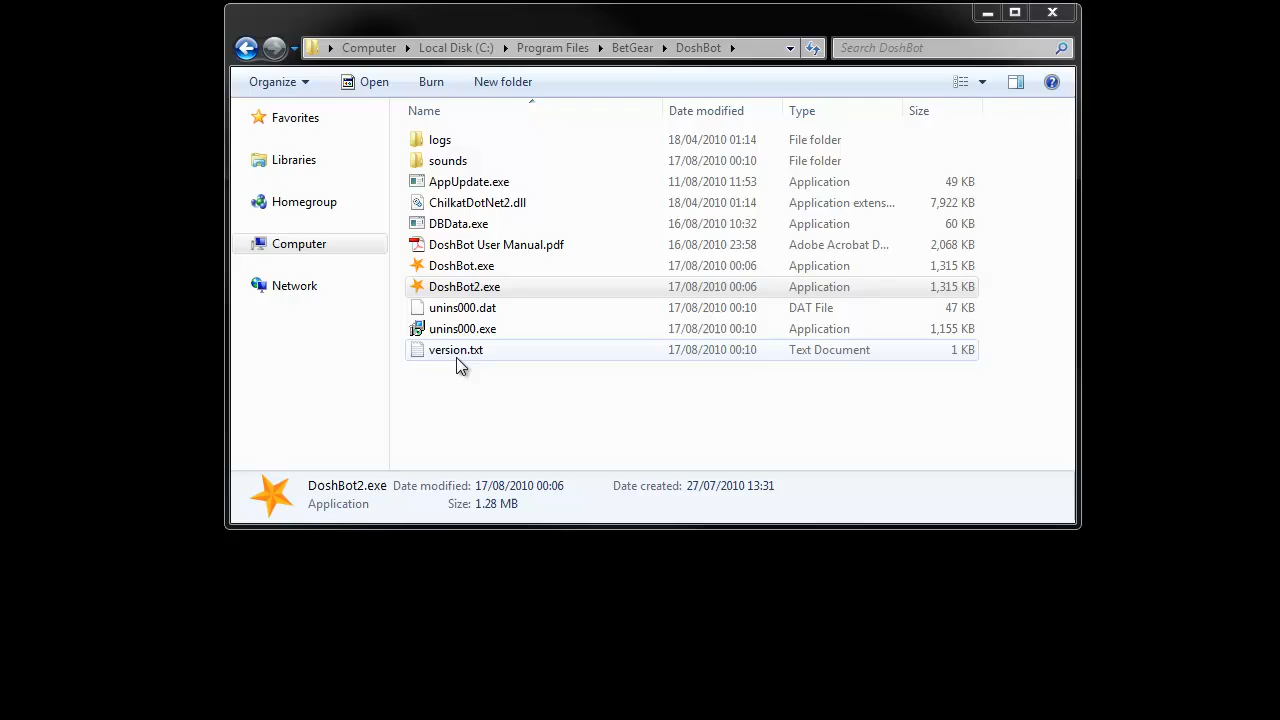 Computer Local Disk (C:) Program Files BetGear DoshBot Search DoshBot
Organize Open Burn New folder
Name Date modified Type Size
Favorites
Libraries
Homegroup
Computer
Network
logs 18/04/2010 01:14 File folder
sounds 17/08/2010 00:10 File folder
AppUpdate.exe 11/08/2010 11:53 Application 49 KB
ChilkatDotNet2.dll 18/04/2010 01:14 Application extens... 7,922 KB
DBData.exe 16/08/2010 10:32 Application 60 KB
DoshBot User Manual.pdf 16/08/2010 23:58 Adobe Acrobat D... 2,068 KB
DoshBot.exe 17/08/2010 00:06 Application 1,315 KB
DoshBot2.exe 17/08/2010 00:06 Application 1,315 KB
unins000.dat 17/08/2010 00:10 DAT File 47 KB
unins000.exe 17/08/2010 00:10 Application 1,155 KB
version.txt 17/08/2010 00:10 Text Document 1 KB
DoshBot2.exe Date modified: 17/08/2010 00:06 Date created: 27/07/2010 13:31
Application Size: 1.28 MB